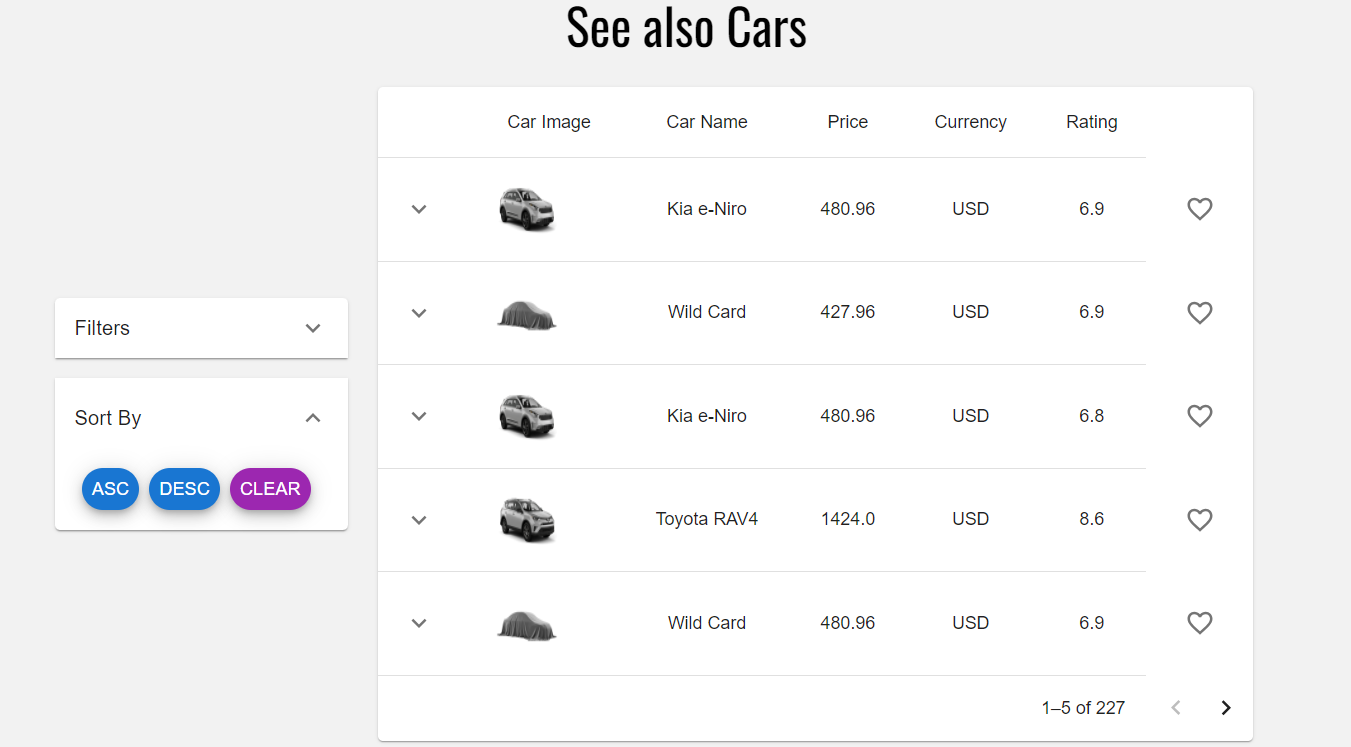 See also Cars
Car Image Car Name Price Currency Rating
Kia e-Niro 480.96 USD 6.9
Wild Card 427.96 USD 6.9
Kia e-Niro 480.96 USD 6.8
Toyota RAV4 1424.0 USD 8.6
Wild Card 480.96 USD 6.9
1–5 of 227
Filters
Sort By
ASC DESC CLEAR